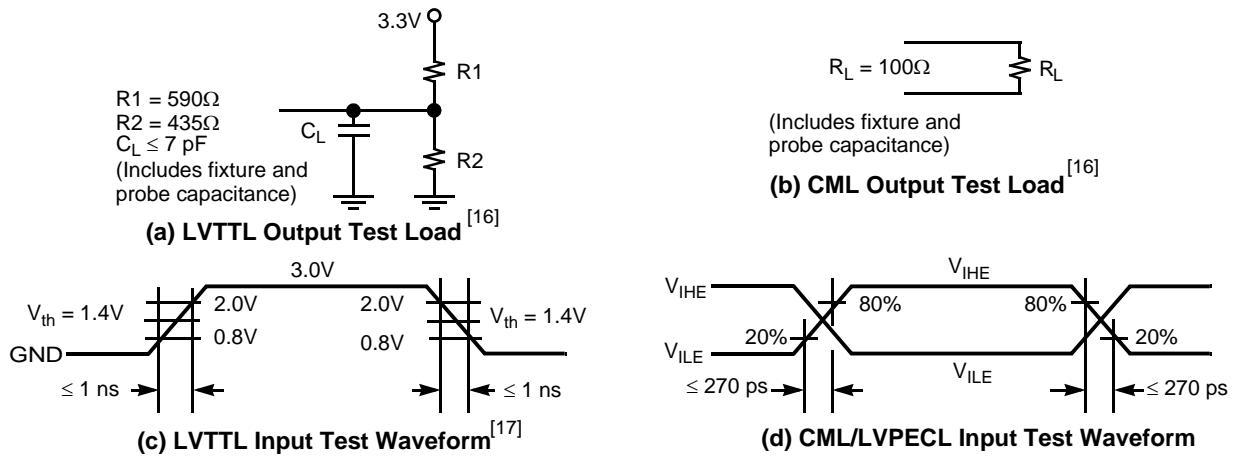 3.3V
R1
R1 = 590Ω
R2 = 435Ω
C_L ≤ 7 pF
(Includes fixture and
probe capacitance)
C_L
R2
(a) LVTTL Output Test Load [16]
R_L = 100Ω
R_L
(Includes fixture and
probe capacitance)
(b) CML Output Test Load [16]
3.0V
V_th = 1.4V
2.0V
0.8V
2.0V
0.8V
V_th = 1.4V
GND
≤ 1 ns
≤ 1 ns
(c) LVTTL Input Test Waveform [17]
V_IHE
V_IHE
80%
80%
20%
20%
V_ILE
V_ILE
≤ 270 ps
≤ 270 ps
(d) CML/LVPECL Input Test Waveform